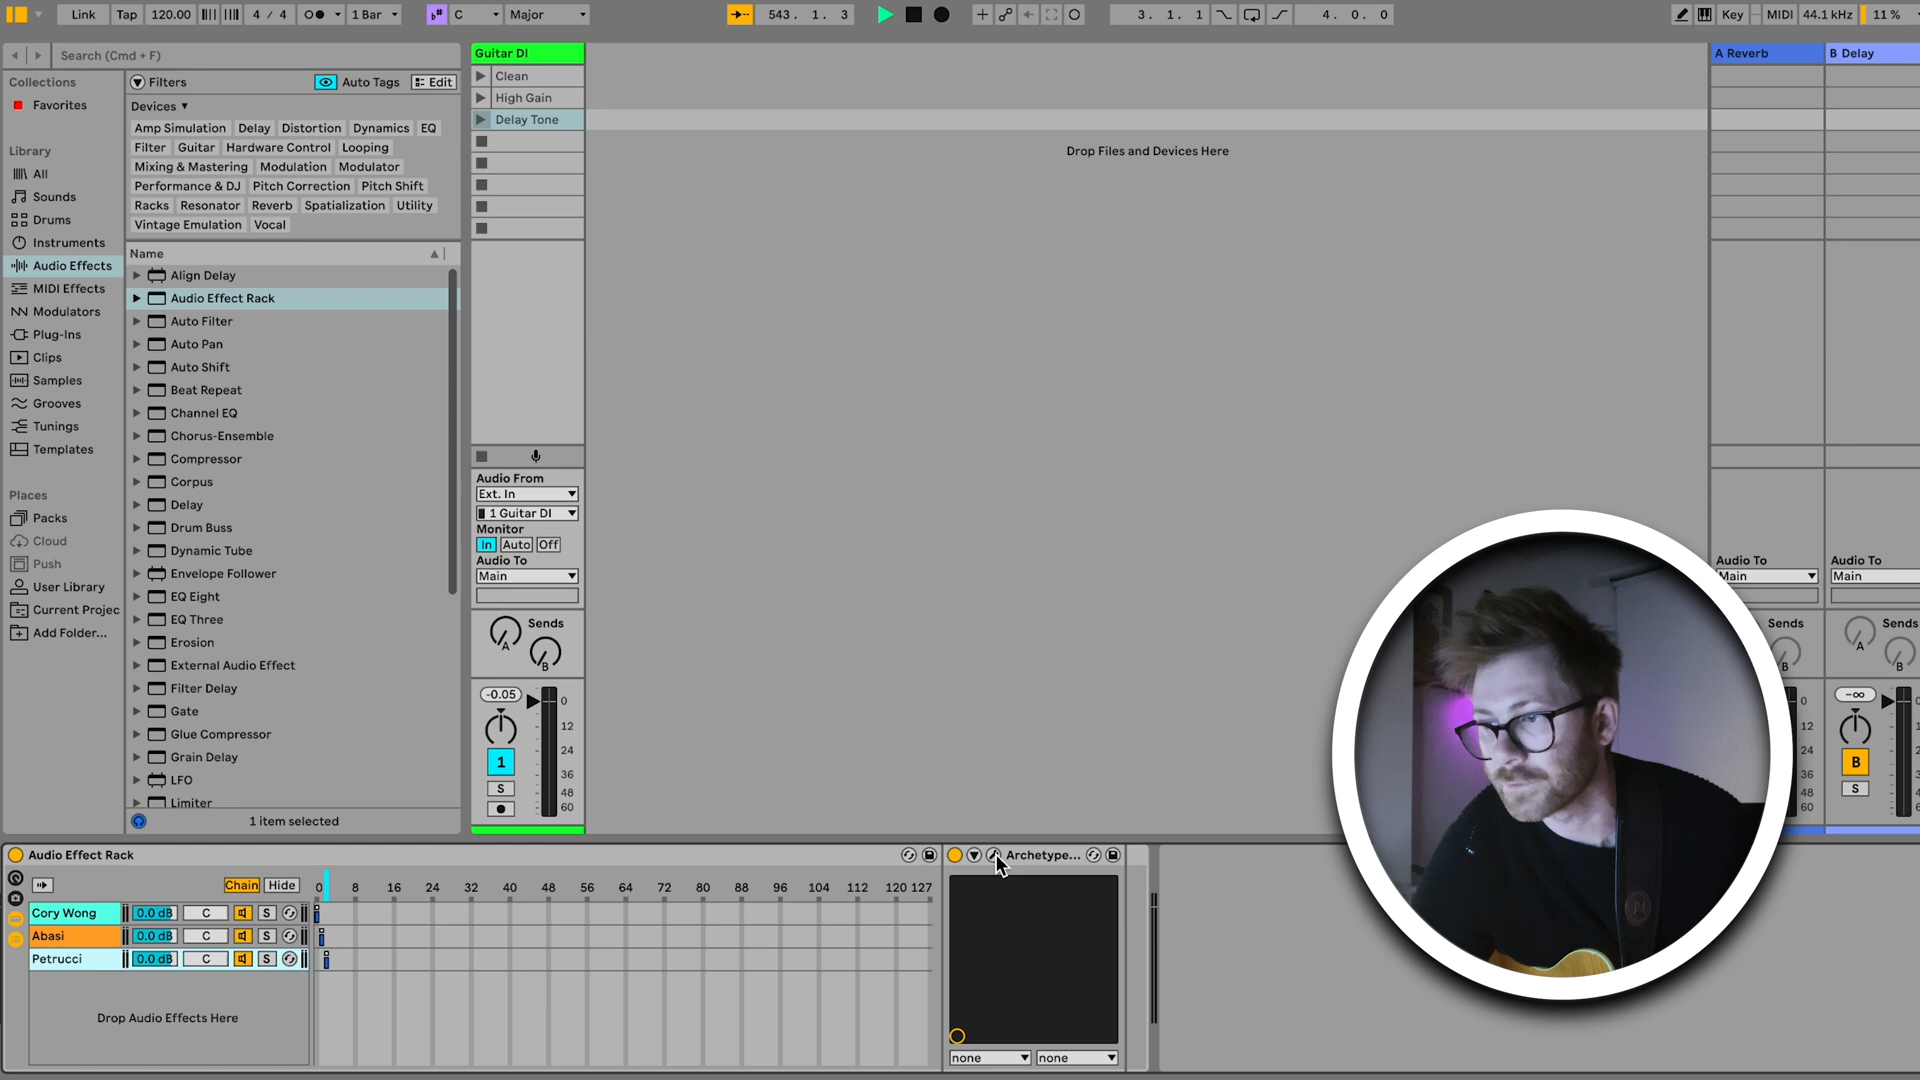 Link Tap 120.00 4 / 4 1 Bar C Major 543. 1. 3 3. 1. 1 4. 0. 0 Key MIDI 44.1 kHz 11 %
Search (Cmd + F)
Collections
Favorites
Library
All
Sounds
Drums
Instruments
Audio Effects
MIDI Effects
Modulators
Plug-Ins
Clips
Samples
Grooves
Tunings
Templates
Places
Packs
Cloud
Push
User Library
Current Projec
Add Folder...
Filters Auto Tags Edit
Devices
Amp Simulation Delay Distortion Dynamics EQ
Filter Guitar Hardware Control Looping
Mixing & Mastering Modulation Modulator
Performance & DJ Pitch Correction Pitch Shift
Racks Resonator Reverb Spatialization Utility
Vintage Emulation Vocal
Name
Align Delay
Audio Effect Rack
Auto Filter
Auto Pan
Auto Shift
Beat Repeat
Channel EQ
Chorus-Ensemble
Compressor
Corpus
Delay
Drum Buss
Dynamic Tube
Envelope Follower
EQ Eight
EQ Three
Erosion
External Audio Effect
Filter Delay
Gate
Glue Compressor
Grain Delay
LFO
Limiter
1 item selected
Guitar DI
Clean
High Gain
Delay Tone
Audio From
Ext. In
1 Guitar DI
Monitor
In Auto Off
Audio To
Main
Sends
A
B
-0.05
0
12
24
36
48
60
1
S
Drop Files and Devices Here
A Reverb
Audio To
Main
Sends
B
0
12
24
36
48
60
B Delay
Audio To
Main
Sends
A
B
-∞
B
S
Audio Effect Rack
Chain Hide 0 8 16 24 32 40 48 56 64 72 80 88 96 104 112 120 127
Cory Wong 0.0 dB C S
Abasi 0.0 dB C S
Petrucci 0.0 dB C S
Drop Audio Effects Here
Archetype...
none none